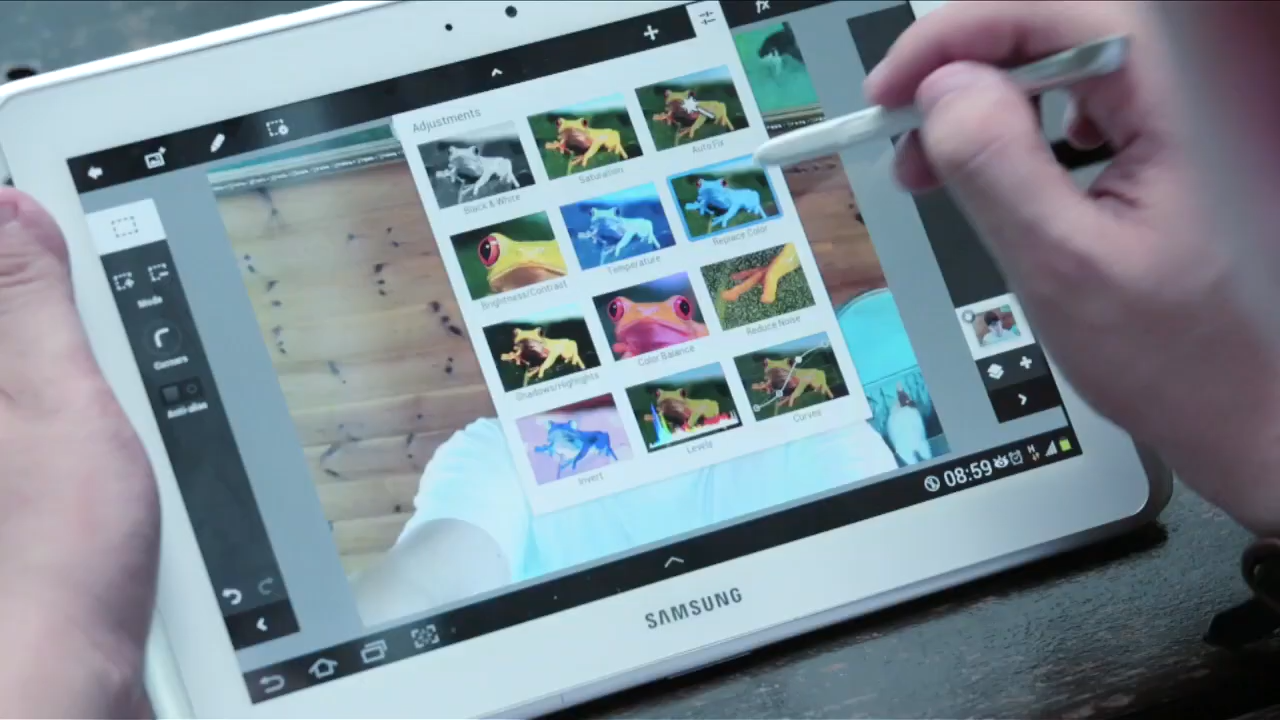 fx
Adjustments
Black & White
Saturation
Auto Fix
Brightness/Contrast
Temperature
Replace Color
Shadows/Highlights
Color Balance
Reduce Noise
Invert
Levels
Curves
Mode
Corners
Anti-alias
08:59
H
SAMSUNG